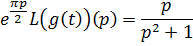 e^{\frac{\pi p}{2}} L(g(t))(p) = \frac{p}{p^2 + 1}